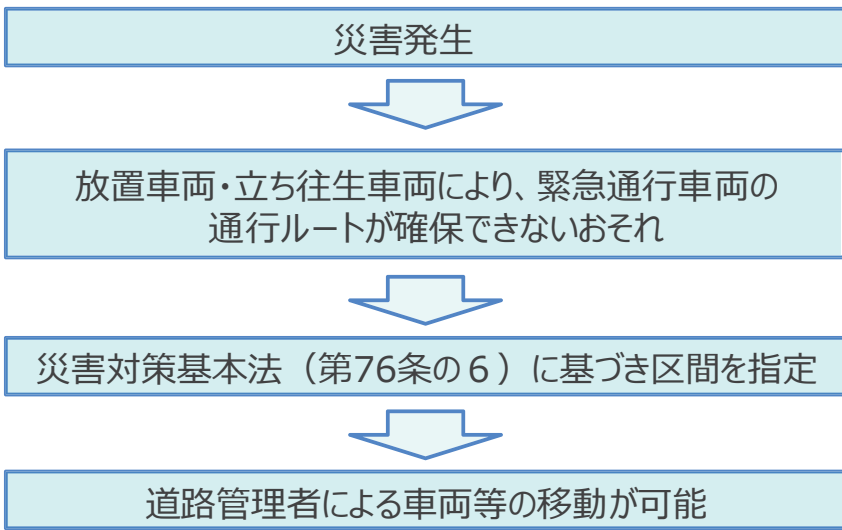 災害発生
放置車両・立ち往生車両により、緊急通行車両の
通行ルートが確保できないおそれ
災害対策基本法（第76条の６）に基づき区間を指定
道路管理者による車両等の移動が可能